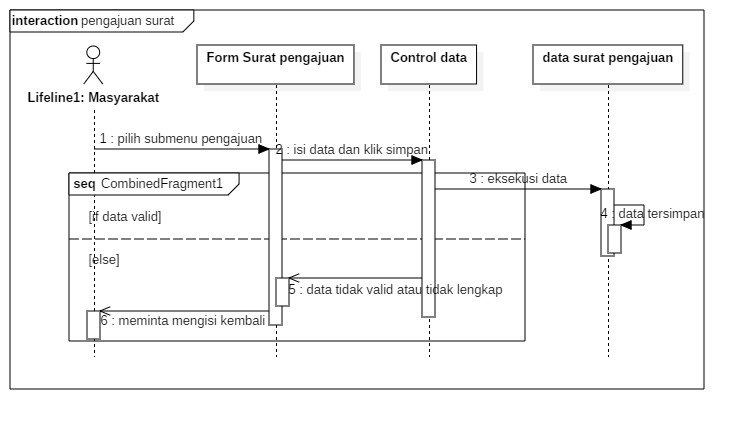 interaction pengajuan surat
Form Surat pengajuan
Control data
data surat pengajuan
Lifeline1: Masyarakat
1 : pilih submenu pengajuan
2 : isi data dan klik simpan
3 : eksekusi data
seq CombinedFragment1
4 : data tersimpan
[if data valid]
[else]
5 : data tidak valid atau tidak lengkap
6 : meminta mengisi kembali